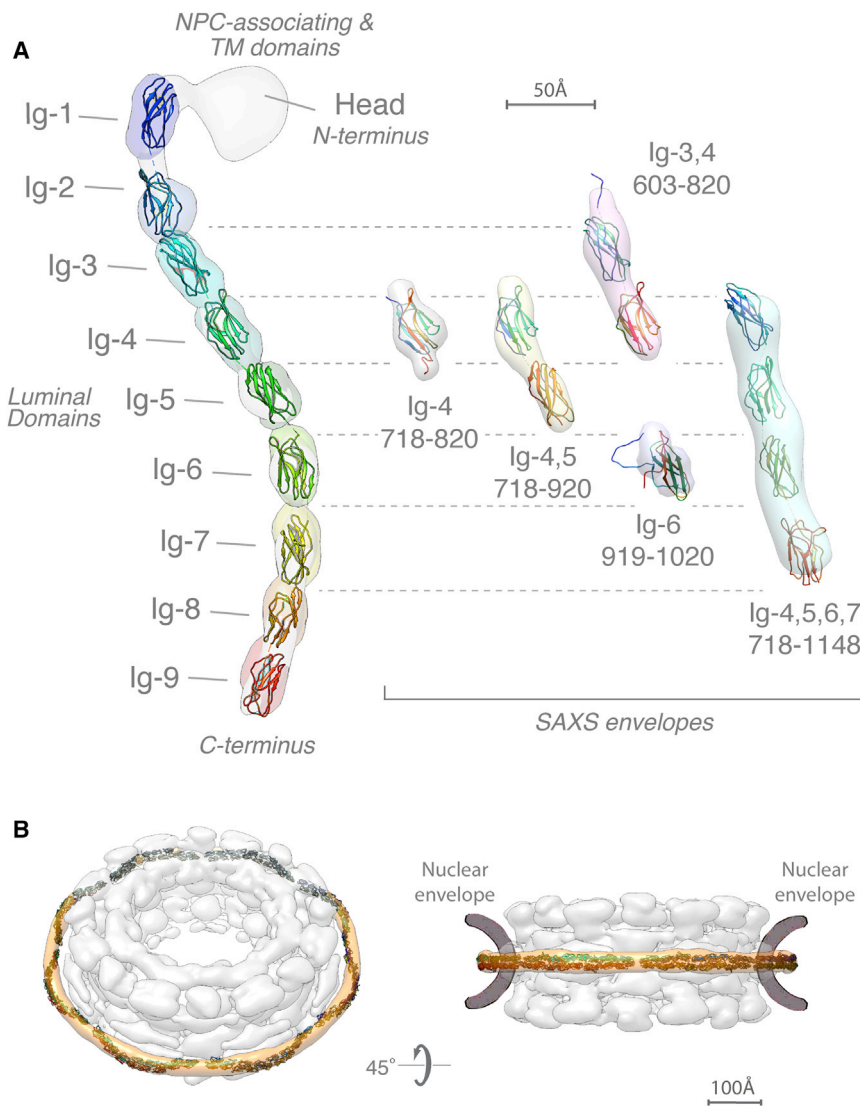 A
NPC-associating &
TM domains
Head
N-terminus
50Å
Ig-1
Ig-2
Ig-3
Ig-4
Ig-5
Luminal
Domains
Ig-6
Ig-7
Ig-8
Ig-9
C-terminus
Ig-3,4
603-820
Ig-4
718-820
Ig-4,5
718-920
Ig-6
919-1020
Ig-4,5,6,7
718-1148
SAXS envelopes
B
Nuclear
envelope
Nuclear
envelope
45°
100Å